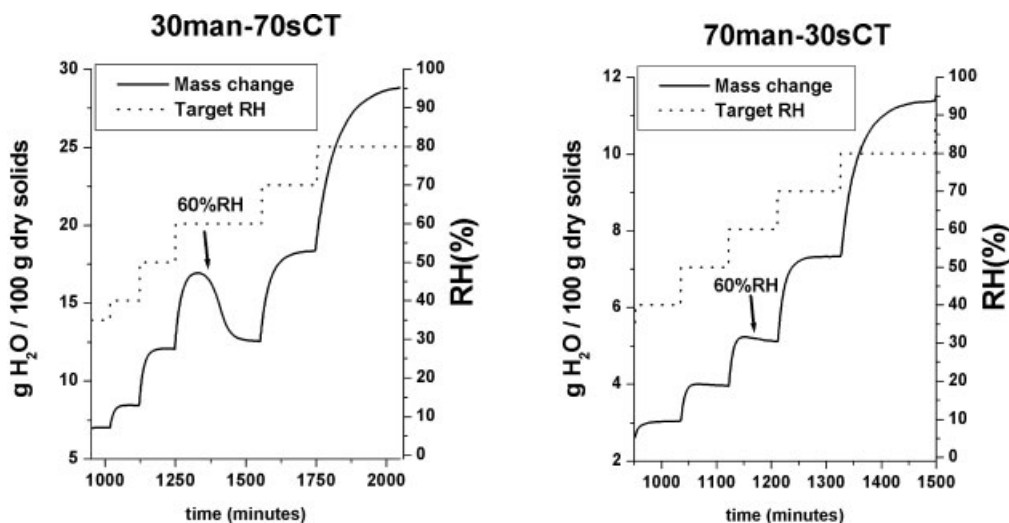 30man-70sCT
Mass change
Target RH
g H₂O / 100 g dry solids
30
25
20
15
10
5
60%RH
100
90
80
70
60
50
40
30
20
10
0
RH(%)
1000 1250 1500 1750 2000
time (minutes)
70man-30sCT
Mass change
Target RH
g H₂O / 100 g dry solids
12
10
8
6
4
2
60%RH
100
90
80
70
60
50
40
30
20
10
0
RH(%)
1000 1100 1200 1300 1400 1500
time (minutes)